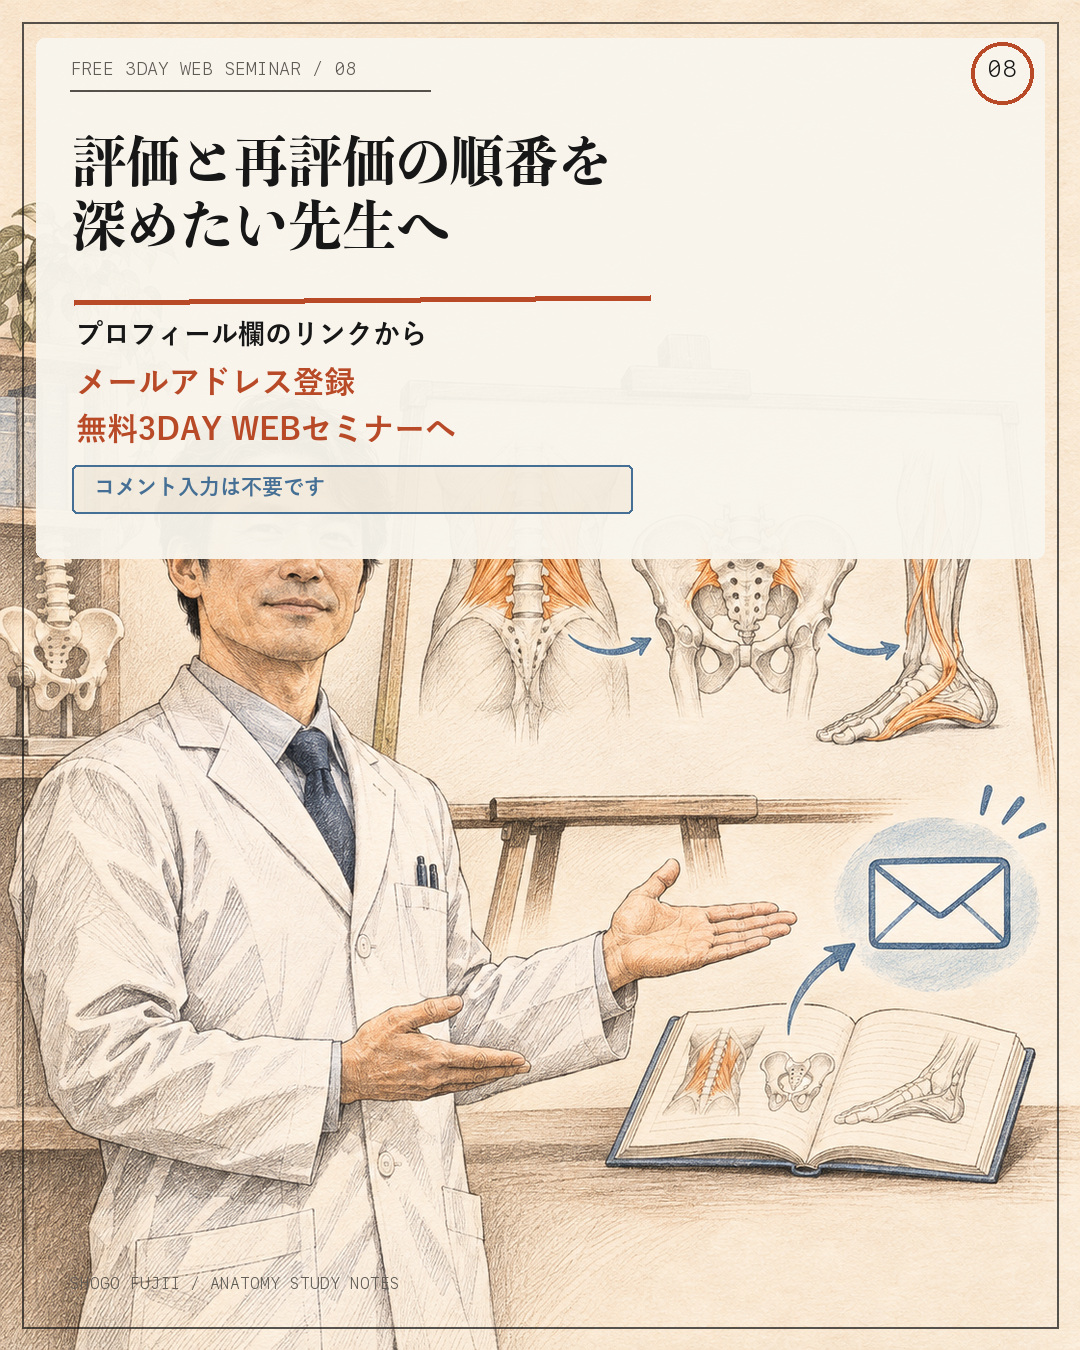 FREE 3DAY WEB SEMINAR / 08
08
評価と再評価の順番を
深めたい先生へ
プロフィール欄のリンクから
メールアドレス登録
無料3DAY WEBセミナーへ
コメント入力は不要です
SHOGO FUJII / ANATOMY STUDY NOTES